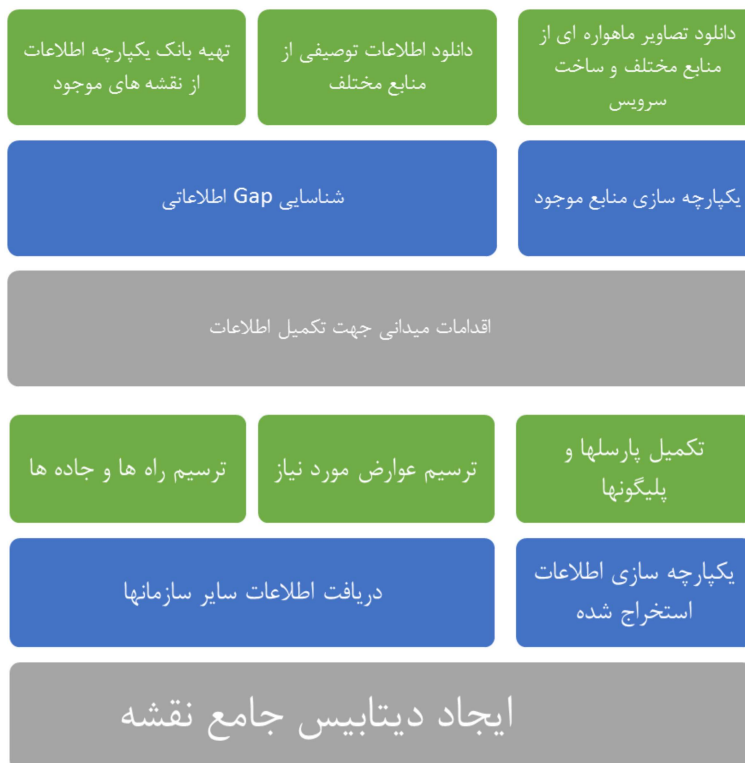 دانلود تصاویر ماهواره ای از
منابع مختلف و ساخت
سرویس
دانلود اطلاعات توصیفی از
منابع مختلف
تهیه بانک یکپارچه اطلاعات
از نقشه های موجود
یکپارچه سازی منابع موجود
شناسایی Gap اطلاعاتی
اقدامات میدانی جهت تکمیل اطلاعات
تکمیل پارسلها و
پلیگونها
ترسیم عوارض مورد نیاز
ترسیم راه ها و جاده ها
یکپارچه سازی اطلاعات
استخراج شده
دریافت اطلاعات سایر سازمانها
ایجاد دیتابیس جامع نقشه